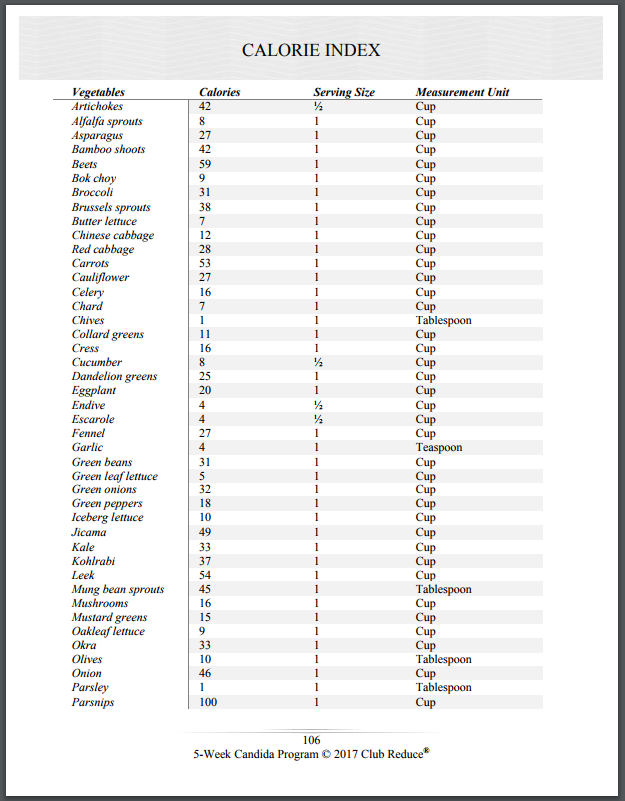 CALORIE INDEX
Vegetables Calories Serving Size Measurement Unit
Artichokes 42 ½ Cup
Alfalfa sprouts 8 1 Cup
Asparagus 27 1 Cup
Bamboo shoots 42 1 Cup
Beets 59 1 Cup
Bok choy 9 1 Cup
Broccoli 31 1 Cup
Brussels sprouts 38 1 Cup
Butter lettuce 7 1 Cup
Chinese cabbage 12 1 Cup
Red cabbage 28 1 Cup
Carrots 53 1 Cup
Cauliflower 27 1 Cup
Celery 16 1 Cup
Chard 7 1 Cup
Chives 1 1 Tablespoon
Collard greens 11 1 Cup
Cress 16 1 Cup
Cucumber 8 ½ Cup
Dandelion greens 25 1 Cup
Eggplant 20 1 Cup
Endive 4 ½ Cup
Escarole 4 ½ Cup
Fennel 27 1 Cup
Garlic 4 1 Teaspoon
Green beans 31 1 Cup
Green leaf lettuce 5 1 Cup
Green onions 32 1 Cup
Green peppers 18 1 Cup
Iceberg lettuce 10 1 Cup
Jicama 49 1 Cup
Kale 33 1 Cup
Kohlrabi 37 1 Cup
Leek 54 1 Cup
Mung bean sprouts 45 1 Tablespoon
Mushrooms 16 1 Cup
Mustard greens 15 1 Cup
Oakleaf lettuce 9 1 Cup
Okra 33 1 Cup
Olives 10 1 Tablespoon
Onion 46 1 Cup
Parsley 1 1 Tablespoon
Parsnips 100 1 Cup
106
5-Week Candida Program © 2017 Club Reduce®